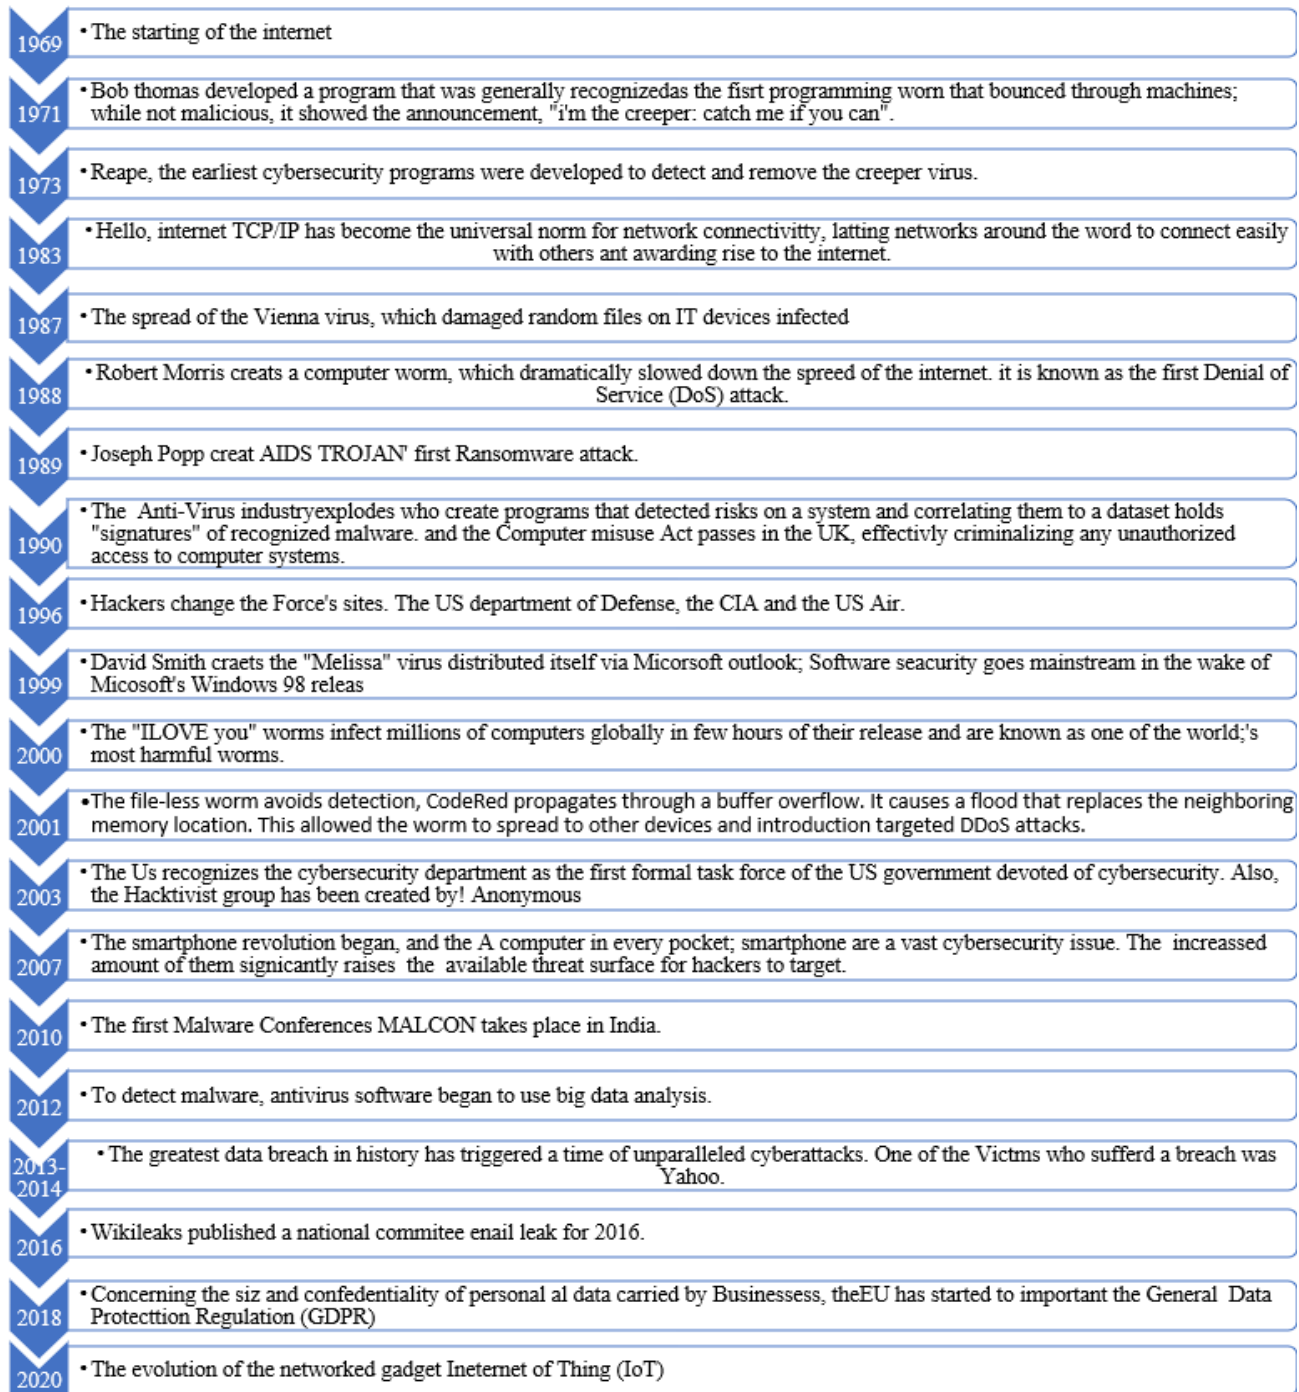 1969
• The starting of the internet
1971
• Bob thomas developed a program that was generally recognizedas the fisrt programming worn that bounced through machines;
while not malicious, it showed the announcement, "i'm the creeper: catch me if you can".
1973
• Reape, the earliest cybersecurity programs were developed to detect and remove the creeper virus.
1983
• Hello, internet TCP/IP has become the universal norm for network connectivitty, latting networks around the word to connect easily
with others ant awarding rise to the internet.
1987
• The spread of the Vienna virus, which damaged random files on IT devices infected
1988
• Robert Morris creats a computer worm, which dramatically slowed down the spreed of the internet. it is known as the first Denial of
Service (DoS) attack.
1989
• Joseph Popp creat AIDS TROJAN' first Ransomware attack.
1990
• The Anti-Virus industryexplodes who create programs that detected risks on a system and correlating them to a dataset holds
"signatures" of recognized malware. and the Computer misuse Act passes in the UK, effectivly criminalizing any unauthorized
access to computer systems.
1996
• Hackers change the Force's sites. The US department of Defense, the CIA and the US Air.
1999
• David Smith craets the "Melissa" virus distributed itself via Micorsoft outlook; Software seacurity goes mainstream in the wake of
Micosoft's Windows 98 releas
2000
• The "ILOVE you" worms infect millions of computers globally in few hours of their release and are known as one of the world;'s
most harmful worms.
2001
• The file-less worm avoids detection, CodeRed propagates through a buffer overflow. It causes a flood that replaces the neighboring
memory location. This allowed the worm to spread to other devices and introduction targeted DDoS attacks.
2003
• The Us recognizes the cybersecurity department as the first formal task force of the US government devoted of cybersecurity. Also,
the Hacktivist group has been created by! Anonymous
2007
• The smartphone revolution began, and the A computer in every pocket; smartphone are a vast cybersecurity issue. The increassed
amount of them signicantly raises the available threat surface for hackers to target.
2010
• The first Malware Conferences MALCON takes place in India.
2012
• To detect malware, antivirus software began to use big data analysis.
2013-
2014
• The greatest data breach in history has triggered a time of unparalleled cyberattacks. One of the Victms who sufferd a breach was
Yahoo.
2016
• Wikileaks published a national commitee enail leak for 2016.
2018
• Concerning the siz and confedentiality of personal al data carried by Businessess, theEU has started to important the General Data
Protecttion Regulation (GDPR)
2020
• The evolution of the networked gadget Ineternet of Thing (IoT)